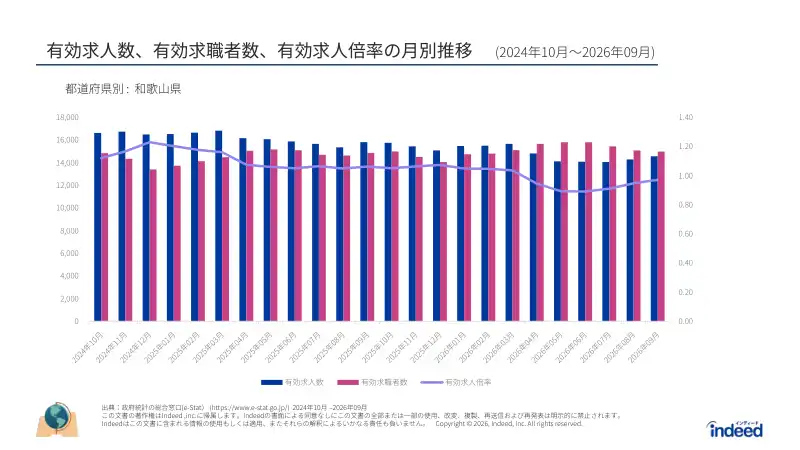 有効求人数、有効求職者数、有効求人倍率の月別推移 (2024年10月～2026年09月)
都道府県別 : 和歌山県
18,000
16,000
14,000
12,000
10,000
8,000
6,000
4,000
2,000
0
1.40
1.20
1.00
0.80
0.60
0.40
0.20
0.00
2024年10月
2024年11月
2024年12月
2025年01月
2025年02月
2025年03月
2025年04月
2025年05月
2025年06月
2025年07月
2025年08月
2025年09月
2025年10月
2025年11月
2025年12月
2026年01月
2026年02月
2026年03月
2026年04月
2026年05月
2026年06月
2026年07月
2026年08月
2026年09月
有効求人数 有効求職者数 有効求人倍率
出典：政府統計の総合窓口(e-Stat) (https://www.e-stat.go.jp/) 2024年10月 –2026年09月
この文書の著作権はIndeed ,inc.に帰属します。Indeedの書面による同意なしにこの文書の全部または一部の使用、改変、複製、再送信および再発表は明示的に禁止されます。
Indeedはこの文書に含まれる情報の使用もしくは適用、またそれらの解釈によるいかなる責任も負いません。 Copyright © 2026, Indeed, Inc. All rights reserved.
インディード
indeed